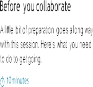 Before you collaborate
A little bit of preparation goes a long way
with this session. Here's what you need
to do to get going.
10 minutes